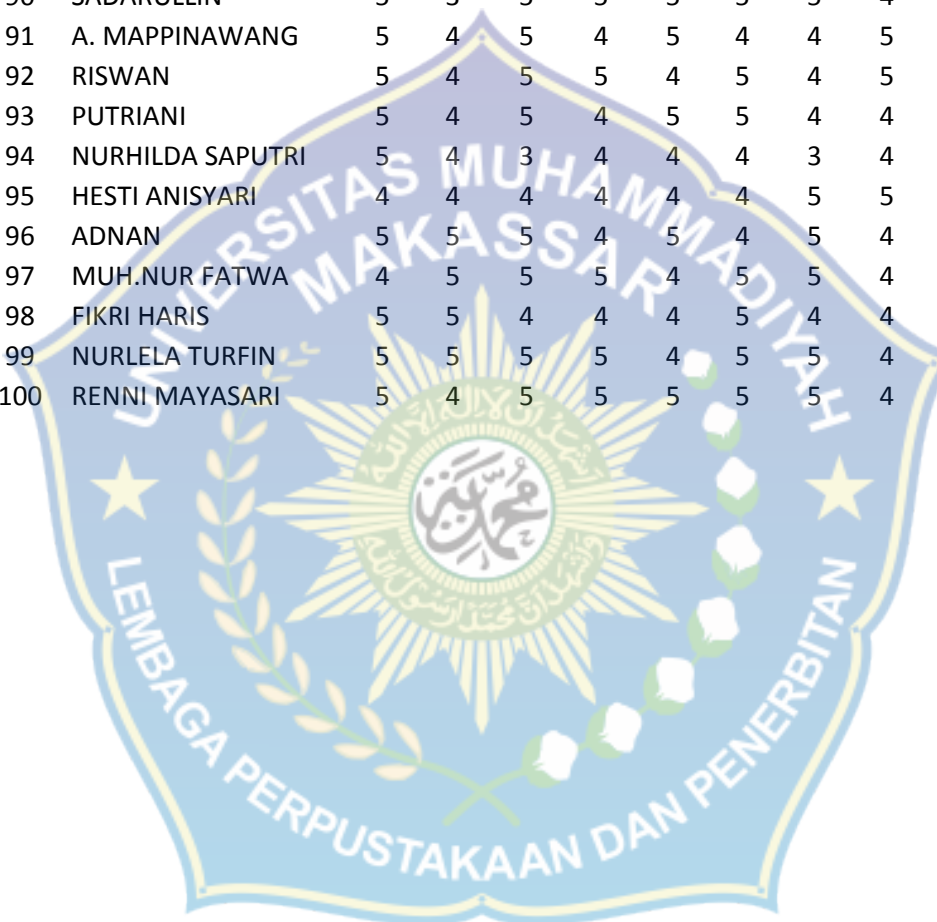 91 A. MAPPINAWANG 5 4 5 4 5 4 4 5
92 RISWAN 5 4 5 5 4 5 4 5
93 PUTRIANI 5 4 5 4 5 5 4 4
94 NURHILDA SAPUTRI 5 4 3 4 4 4 3 4
95 HESTI ANISYARI 4 4 4 4 4 4 5 5
96 ADNAN 5 5 5 4 5 4 5 4
97 MUH.NUR FATWA 4 5 5 5 4 5 5 4
98 FIKRI HARIS 5 5 4 4 4 5 4 4
99 NURLELA TURFIN 5 5 5 5 4 5 5 4
100 RENNI MAYASARI 5 4 5 5 5 5 5 4
UNIVERSITAS MUHAMMADIYAH
MAKASSAR
محمد
LEMBAGA PERPUSTAKAAN DAN PENERBITAN